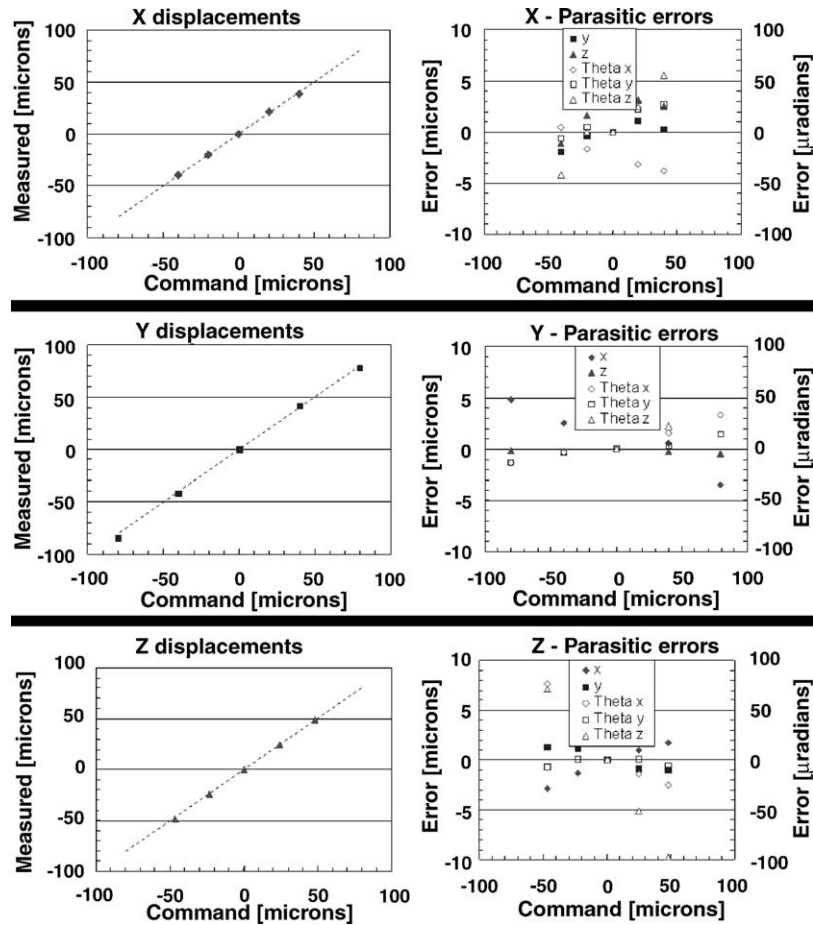 X displacements
100
50
0
-50
-100
Measured [microns]
-100 -50 0 50 100
Command [microns]
X - Parasitic errors
y
z
Theta x
Theta y
Theta z
10
5
0
-5
-10
Error [microns]
100
50
0
-50
-100
Error [µradians]
-100 -50 0 50 100
Command [microns]
Y displacements
100
50
0
-50
-100
Measured [microns]
-100 -50 0 50 100
Command [microns]
Y - Parasitic errors
x
z
Theta x
Theta y
Theta z
10
5
0
-5
-10
Error [microns]
100
50
0
-50
-100
Error [µradians]
-100 -50 0 50 100
Command [microns]
Z displacements
100
50
0
-50
-100
Measured [microns]
-100 -50 0 50 100
Command [microns]
Z - Parasitic errors
x
y
Theta x
Theta y
Theta z
10
5
0
-5
-10
Error [microns]
100
50
0
-50
-100
Error [µradians]
-100 -50 0 50 100
Command [microns]